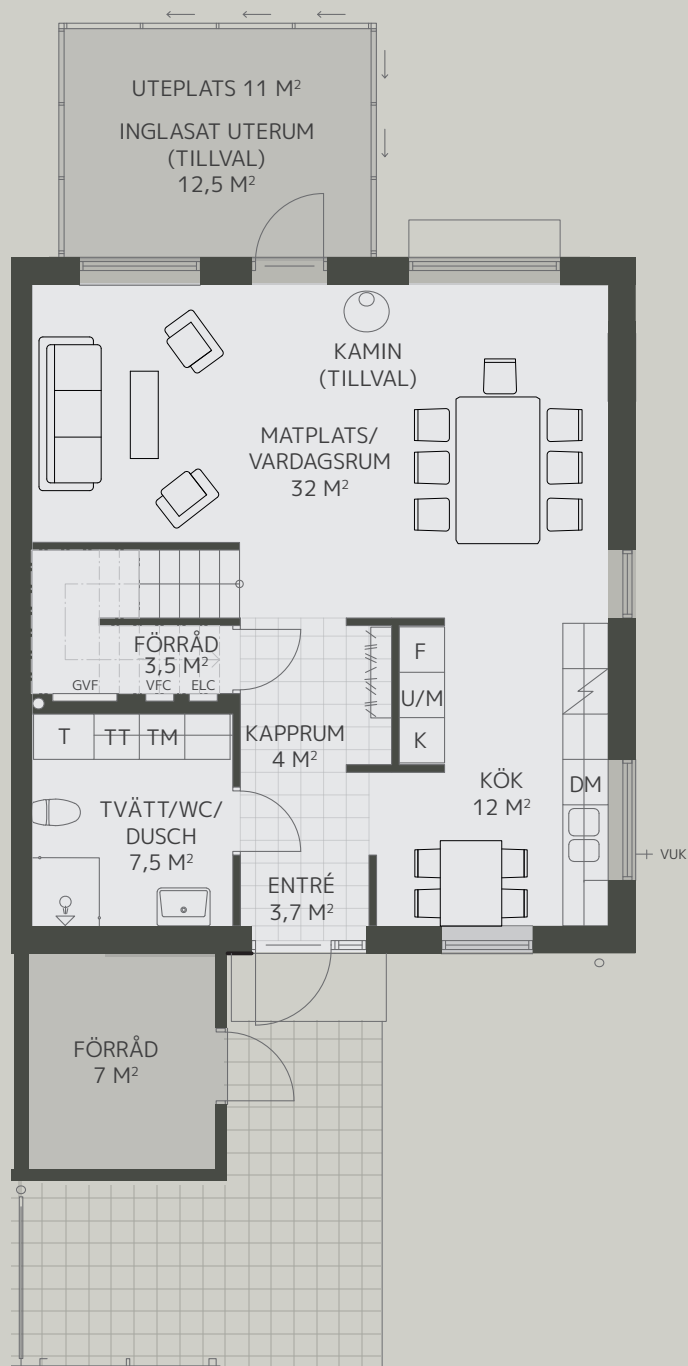 UTEPLATS 11 M²
INGLASAT UTERUM
(TILLVAL)
12,5 M²
KAMIN
(TILLVAL)
MATPLATS/
VARDAGSRUM
32 M²
FÖRRÅD
3,5 M²
GVF
VFC
ELC
F
U/M
K
T
TT
TM
KAPPRUM
4 M²
KÖK
12 M²
DM
VUK
TVÄTT/WC/
DUSCH
7,5 M²
ENTRÉ
3,7 M²
FÖRRÅD
7 M²